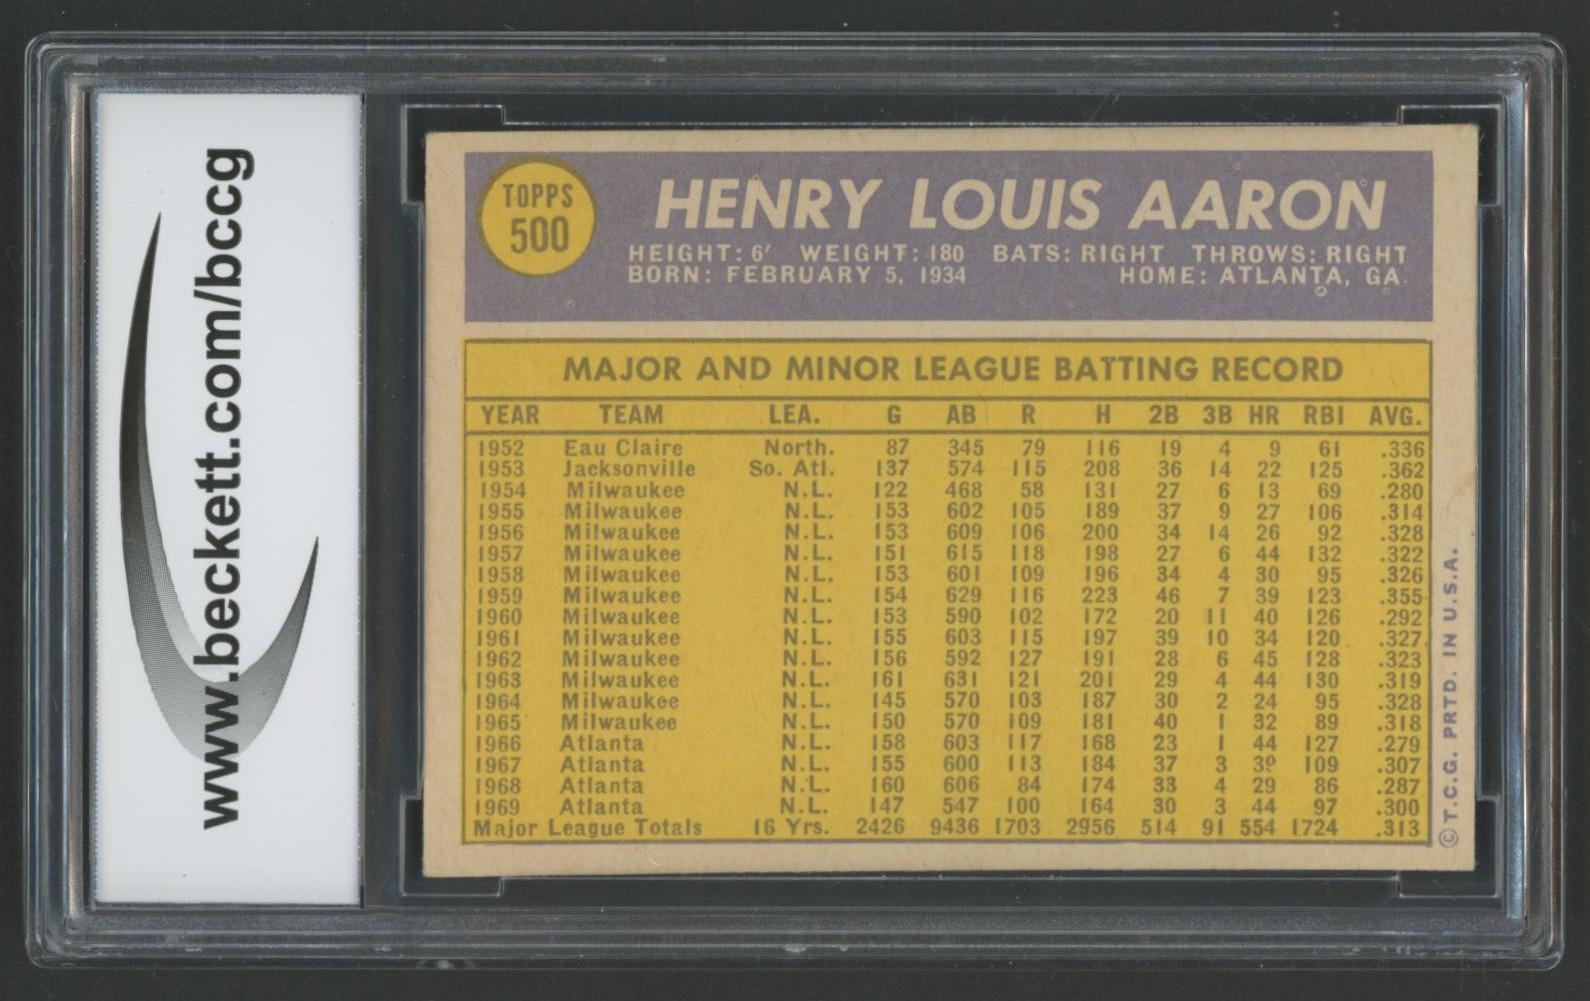 www.beckett.com/bccg
TOPPS
500
HENRY LOUIS AARON
HEIGHT: 6' WEIGHT: 180 BATS: RIGHT THROWS: RIGHT
BORN: FEBRUARY 5, 1934 HOME: ATLANTA, GA.
MAJOR AND MINOR LEAGUE BATTING RECORD
YEAR TEAM LEA. G AB R H 2B 3B HR RBI AVG.
1952 Eau Claire North. 87 345 79 116 19 4 9 61 .336
1953 Jacksonville So. Atl. 137 574 115 208 36 14 22 125 .362
1954 Milwaukee N.L. 122 468 58 131 27 6 13 69 .280
1955 Milwaukee N.L. 153 602 105 189 37 9 27 106 .314
1956 Milwaukee N.L. 153 609 106 200 34 14 26 92 .328
1957 Milwaukee N.L. 151 615 118 198 27 6 44 132 .322
1958 Milwaukee N.L. 153 601 109 196 34 4 30 95 .326
1959 Milwaukee N.L. 154 629 116 223 46 7 39 123 .355
1960 Milwaukee N.L. 153 590 102 172 20 11 40 126 .292
1961 Milwaukee N.L. 155 603 115 197 39 10 34 120 .327
1962 Milwaukee N.L. 156 592 127 191 28 6 45 128 .323
1963 Milwaukee N.L. 161 631 121 201 29 4 44 130 .319
1964 Milwaukee N.L. 145 570 103 187 30 2 24 95 .328
1965 Milwaukee N.L. 150 570 109 181 40 1 32 89 .318
1966 Atlanta N.L. 158 603 117 168 23 1 44 127 .279
1967 Atlanta N.L. 155 600 113 184 37 3 39 109 .307
1968 Atlanta N.L. 160 606 84 174 33 4 29 86 .287
1969 Atlanta N.L. 147 547 100 164 30 3 44 97 .300
Major League Totals 16 Yrs. 2426 9436 1703 2956 514 91 554 1724 .313
© T.C.G. PRTD. IN U.S.A.